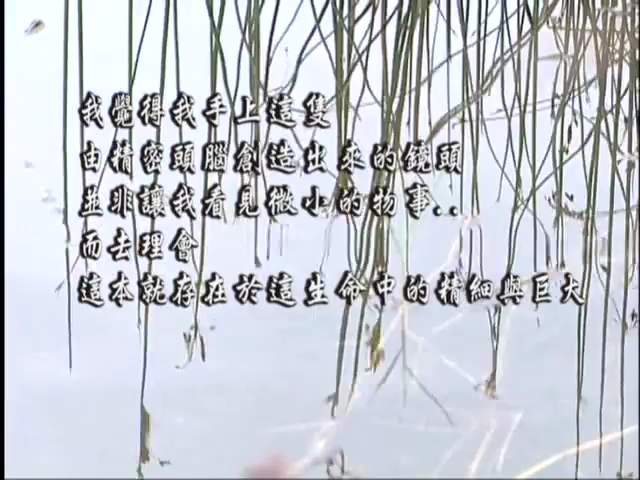 我覺得我手上這隻
由精密頭腦創造出來的鏡頭
並非讓我看見微小的物事..
而去理會
這本就存在於這生命中的精細與巨大